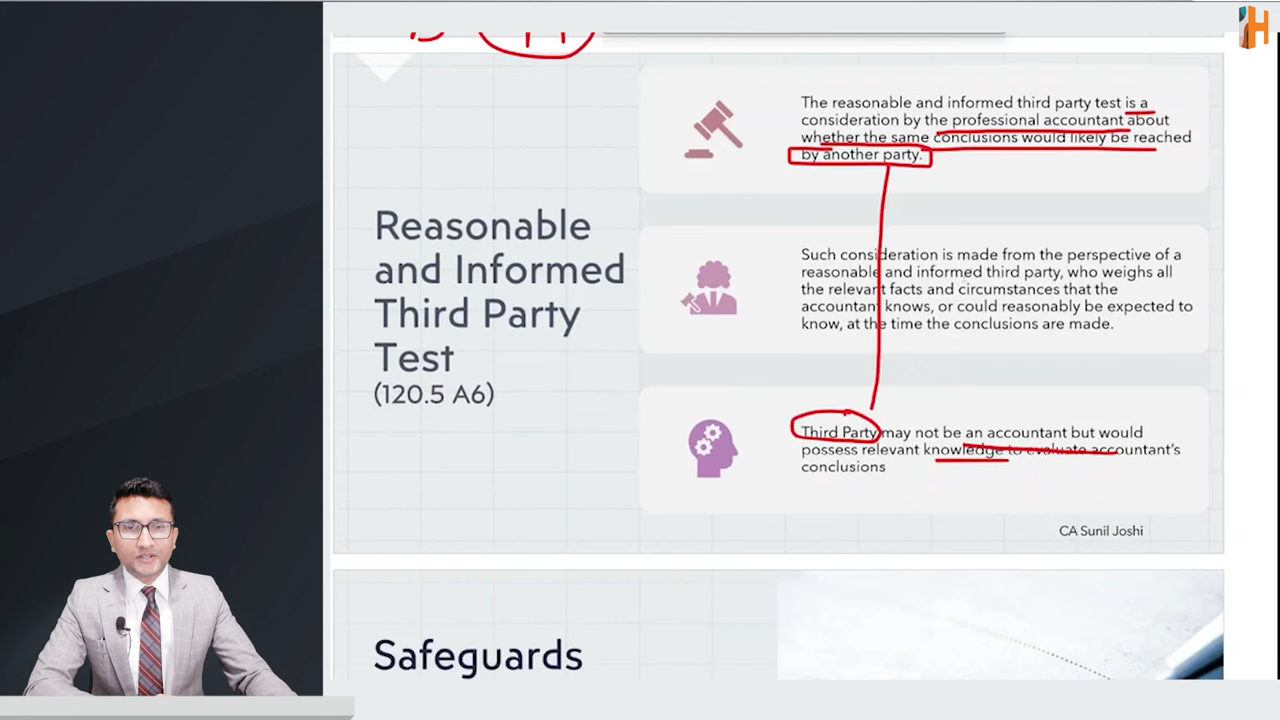 H
The reasonable and informed third party test is a
consideration by the professional accountant about
whether the same conclusions would likely be reached
by another party.
Reasonable
and Informed
Third Party
Test
(120.5 A6)
Such consideration is made from the perspective of a
reasonable and informed third party, who weighs all
the relevant facts and circumstances that the
accountant knows, or could reasonably be expected to
know, at the time the conclusions are made.
Third Party may not be an accountant but would
possess relevant knowledge to evaluate accountant's
conclusions
CA Sunil Joshi
Safeguards